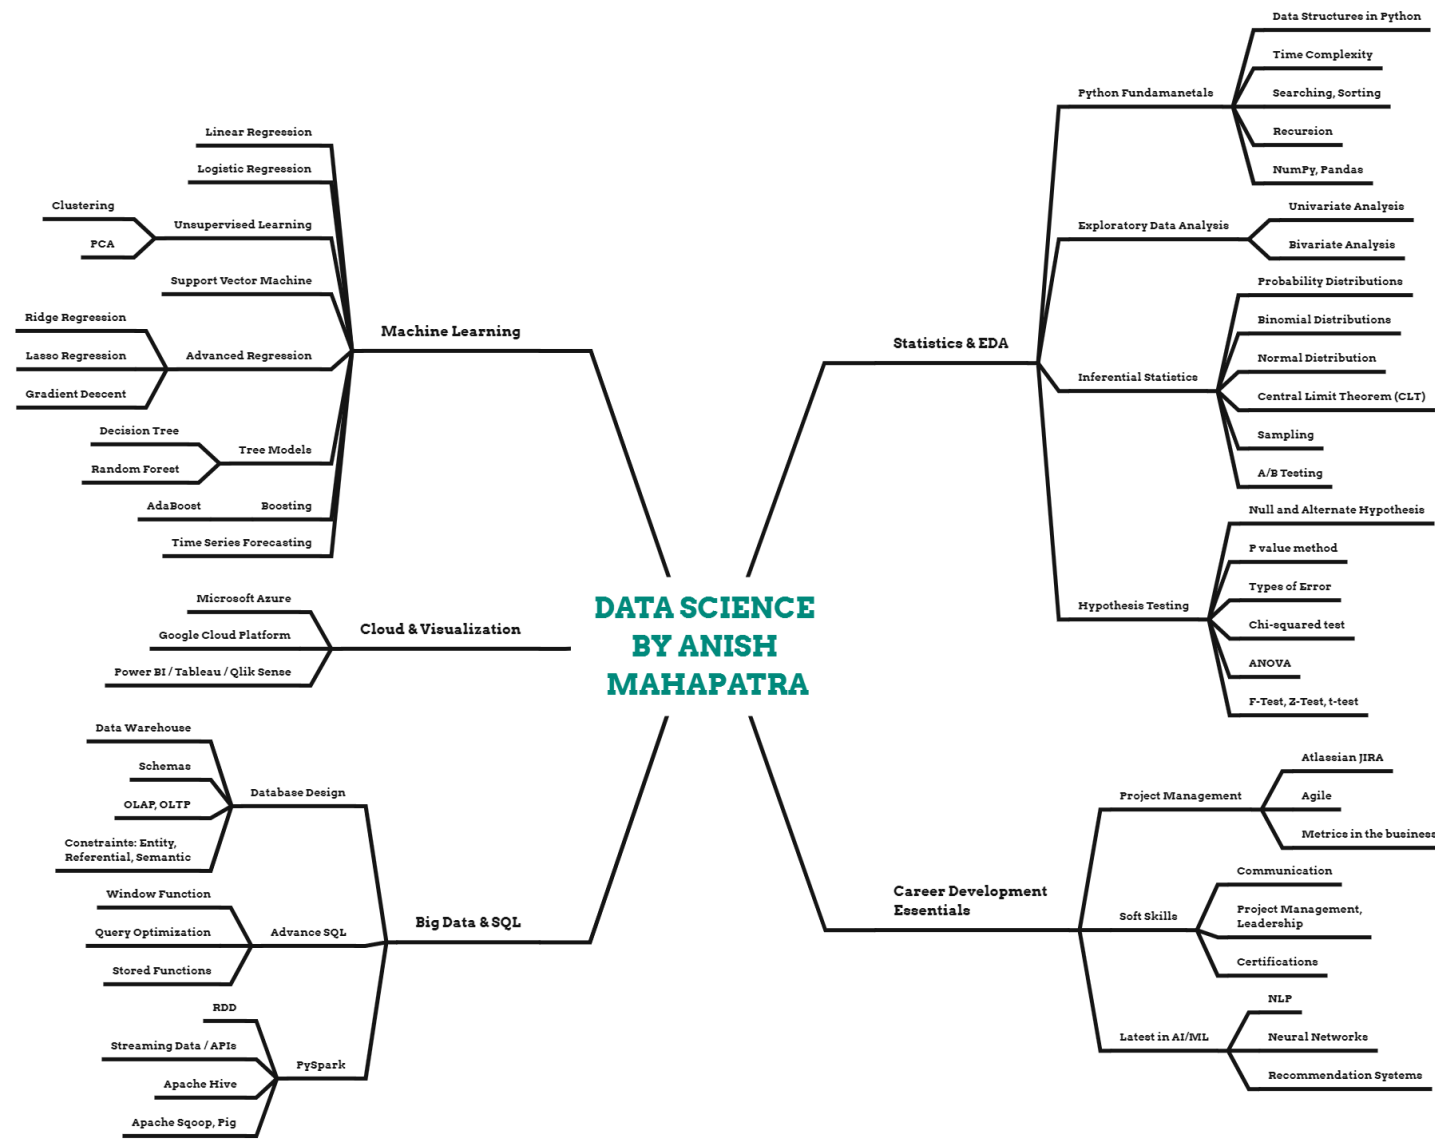 DATA SCIENCE
BY ANISH
MAHAPATRA
Machine Learning
Linear Regression
Logistic Regression
Unsupervised Learning
Clustering
PCA
Support Vector Machine
Advanced Regression
Ridge Regression
Lasso Regression
Gradient Descent
Tree Models
Decision Tree
Random Forest
Boosting
AdaBoost
Time Series Forecasting
Cloud & Visualization
Microsoft Azure
Google Cloud Platform
Power BI / Tableau / Qlik Sense
Big Data & SQL
Database Design
Data Warehouse
Schemas
OLAP, OLTP
Constraints: Entity,
Referential, Semantic
Advance SQL
Window Function
Query Optimization
Stored Functions
PySpark
RDD
Streaming Data / APIs
Apache Hive
Apache Sqoop, Pig
Statistics & EDA
Python Fundamanetals
Data Structures in Python
Time Complexity
Searching, Sorting
Recursion
NumPy, Pandas
Exploratory Data Analysis
Univariate Analysis
Bivariate Analysis
Inferential Statistics
Probability Distributions
Binomial Distributions
Normal Distribution
Central Limit Theorem (CLT)
Sampling
A/B Testing
Hypothesis Testing
Null and Alternate Hypothesis
P value method
Types of Error
Chi-squared test
ANOVA
F-Test, Z-Test, t-test
Career Development
Essentials
Project Management
Atlassian JIRA
Agile
Metrics in the business
Soft Skills
Communication
Project Management,
Leadership
Certifications
Latest in AI/ML
NLP
Neural Networks
Recommendation Systems